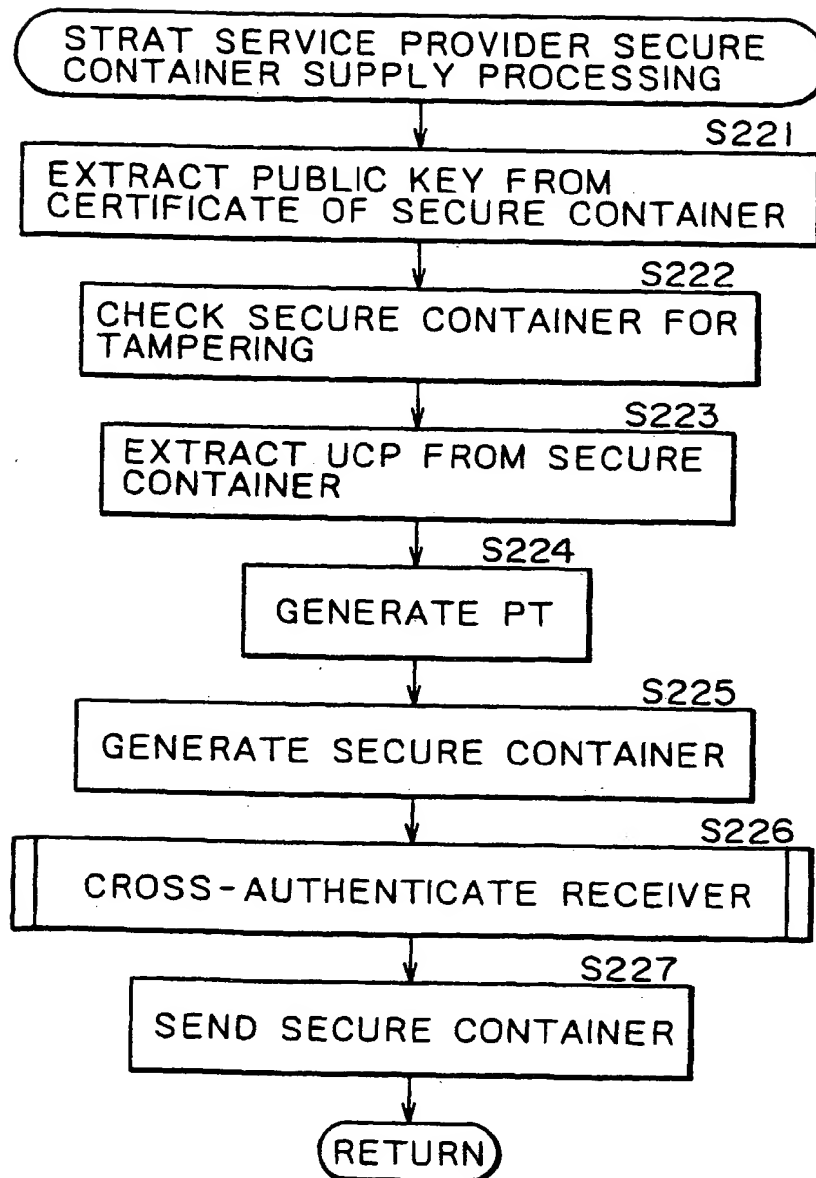 STRAT SERVICE PROVIDER SECURE
CONTAINER SUPPLY PROCESSING
S221
EXTRACT PUBLIC KEY FROM
CERTIFICATE OF SECURE CONTAINER
S222
CHECK SECURE CONTAINER FOR
TAMPERING
S223
EXTRACT UCP FROM SECURE
CONTAINER
S224
GENERATE PT
S225
GENERATE SECURE CONTAINER
S226
CROSS-AUTHENTICATE RECEIVER
S227
SEND SECURE CONTAINER
RETURN